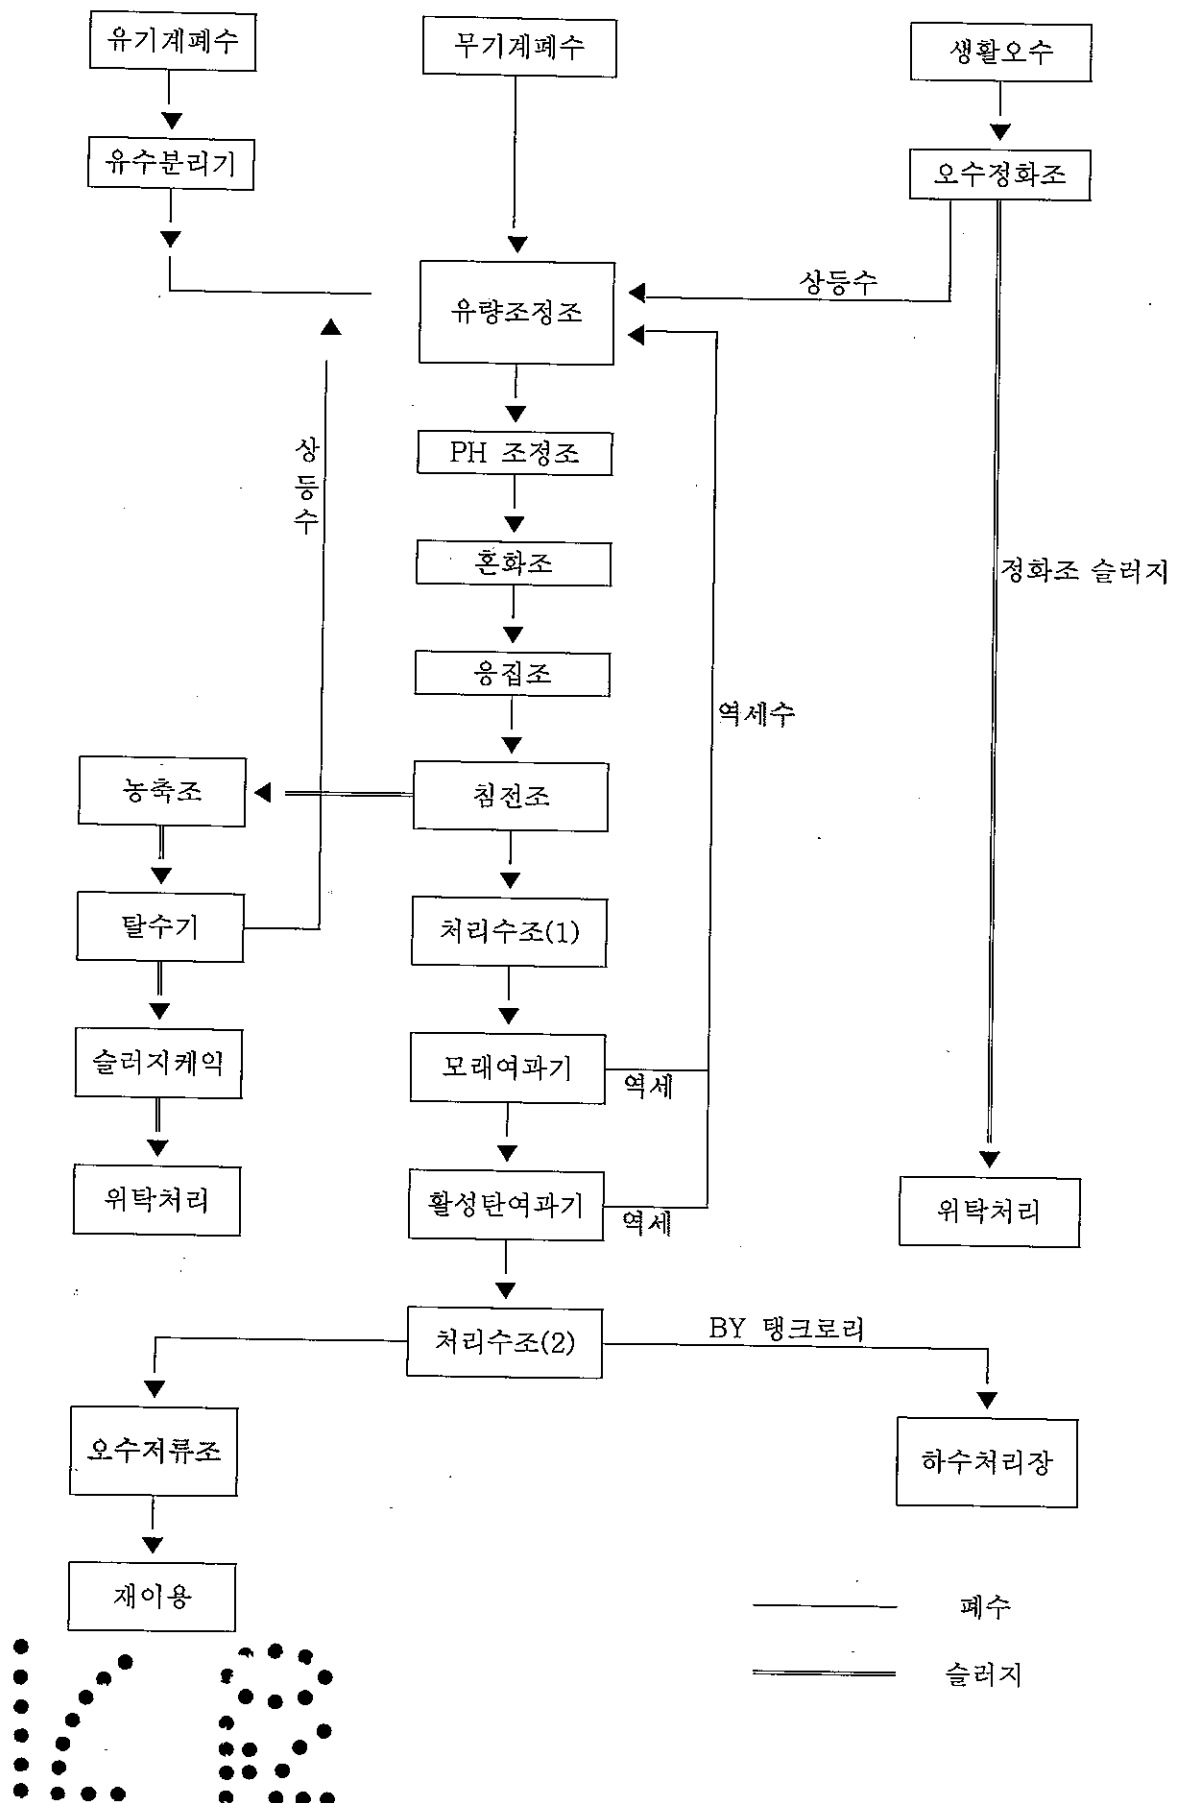 유기계폐수
무기계폐수
생활오수
유수분리기
오수정화조
상등수
유량조정조
상등수
PH 조정조
혼화조
정화조 슬러지
응집조
역세수
농축조
침전조
탈수기
처리수조(1)
슬러지케익
모래여과기
역세
위탁처리
활성탄여과기
역세
위탁처리
처리수조(2)
BY 탱크로리
오수저류조
하수처리장
재이용
폐수
슬러지